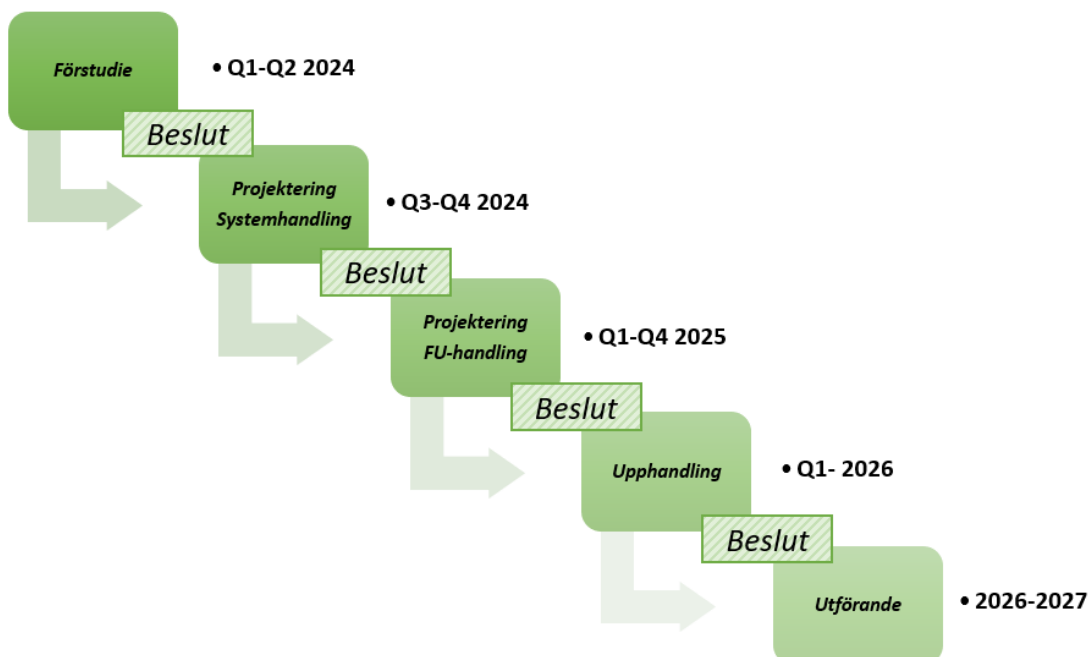 Förstudie
• Q1-Q2 2024
Beslut
Projektering
Systemhandling
• Q3-Q4 2024
Beslut
Projektering
FU-handling
• Q1-Q4 2025
Beslut
Upphandling
• Q1- 2026
Beslut
Utförande
• 2026-2027